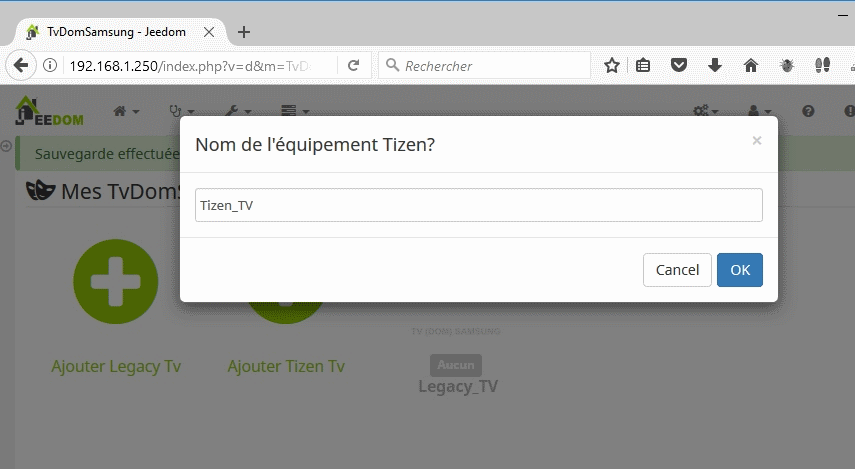 TvDomSamsung - Jeedom
192.168.1.250/index.php?v=d&m=TvD
Rechercher
JEEDOM
Sauvegarde effectuée
Mes TvDomS
Nom de l'équipement Tizen?
×
Tizen_TV
Cancel
OK
TV (DOM) SAMSUNG
Ajouter Legacy Tv
Ajouter Tizen Tv
Aucun
Legacy_TV